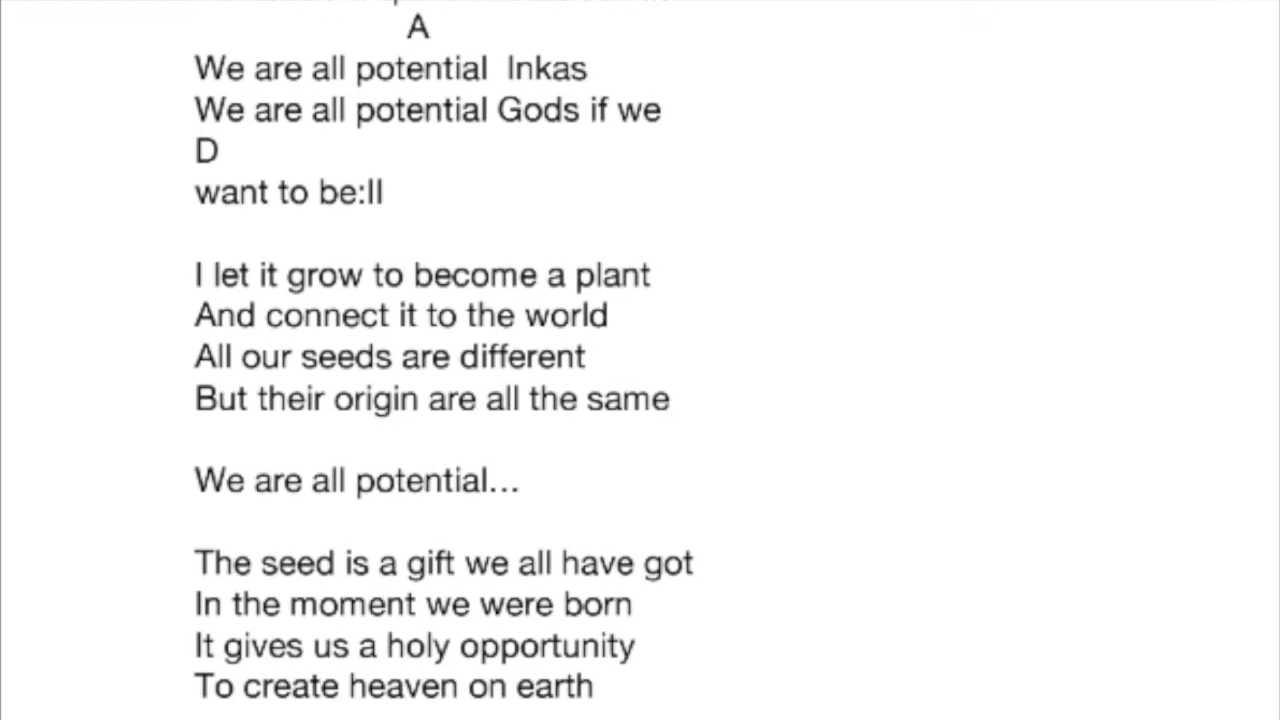 A
We are all potential  Inkas
We are all potential Gods if we
D
want to be:ll
I let it grow to become a plant
And connect it to the world
All our seeds are different
But their origin are all the same
We are all potential...
The seed is a gift we all have got
In the moment we were born
It gives us a holy opportunity
To create heaven on earth